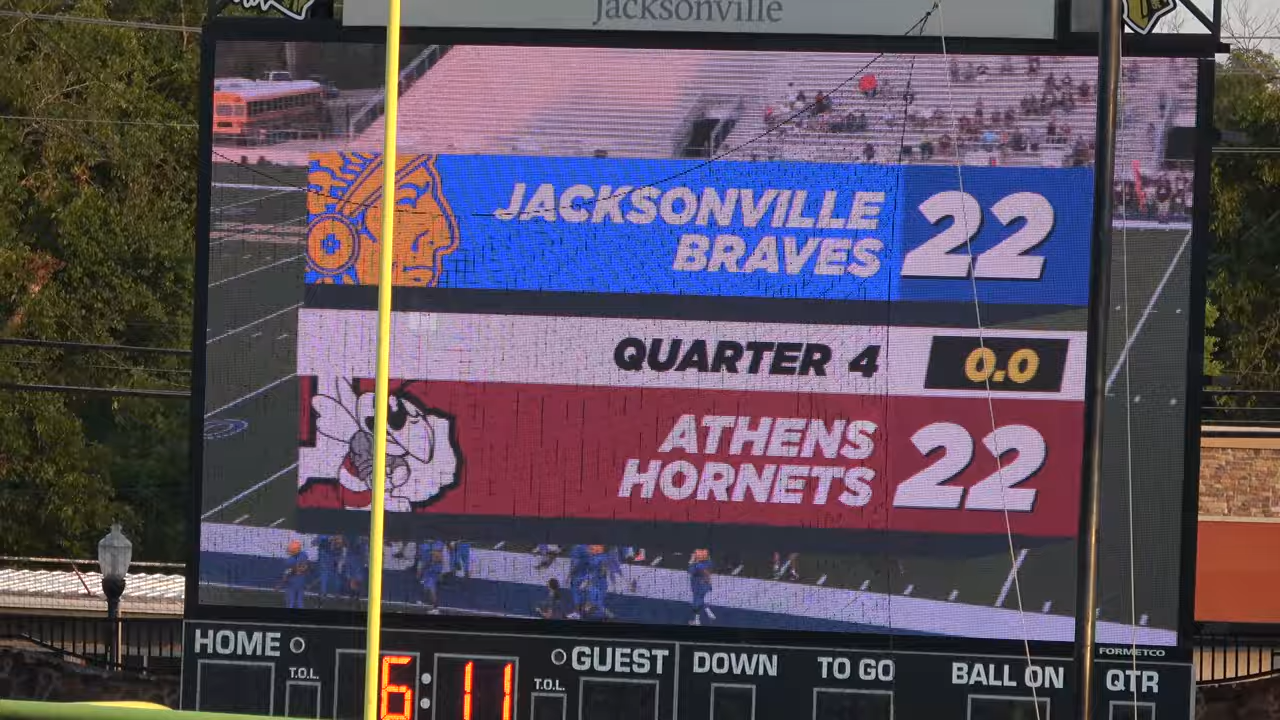 Jacksonville
JACKSONVILLE
BRAVES
22
QUARTER 4 0.0
ATHENS
HORNETS
22
FORMETCO
HOME
T.O.L.
6:11
T.O.L.
GUEST
DOWN
TO GO
BALL ON
QTR